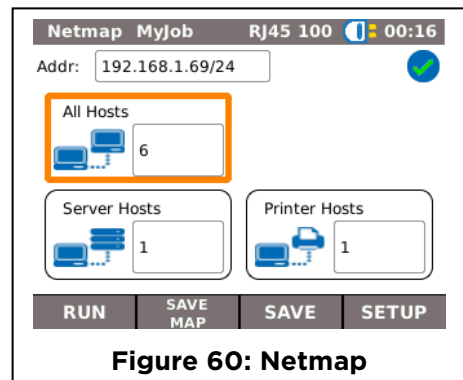 Netmap MyJob RJ45 100 00:16
Addr: 192.168.1.69/24
All Hosts
6
Server Hosts
1
Printer Hosts
1
RUN SAVE MAP SAVE SETUP
Figure 60: Netmap